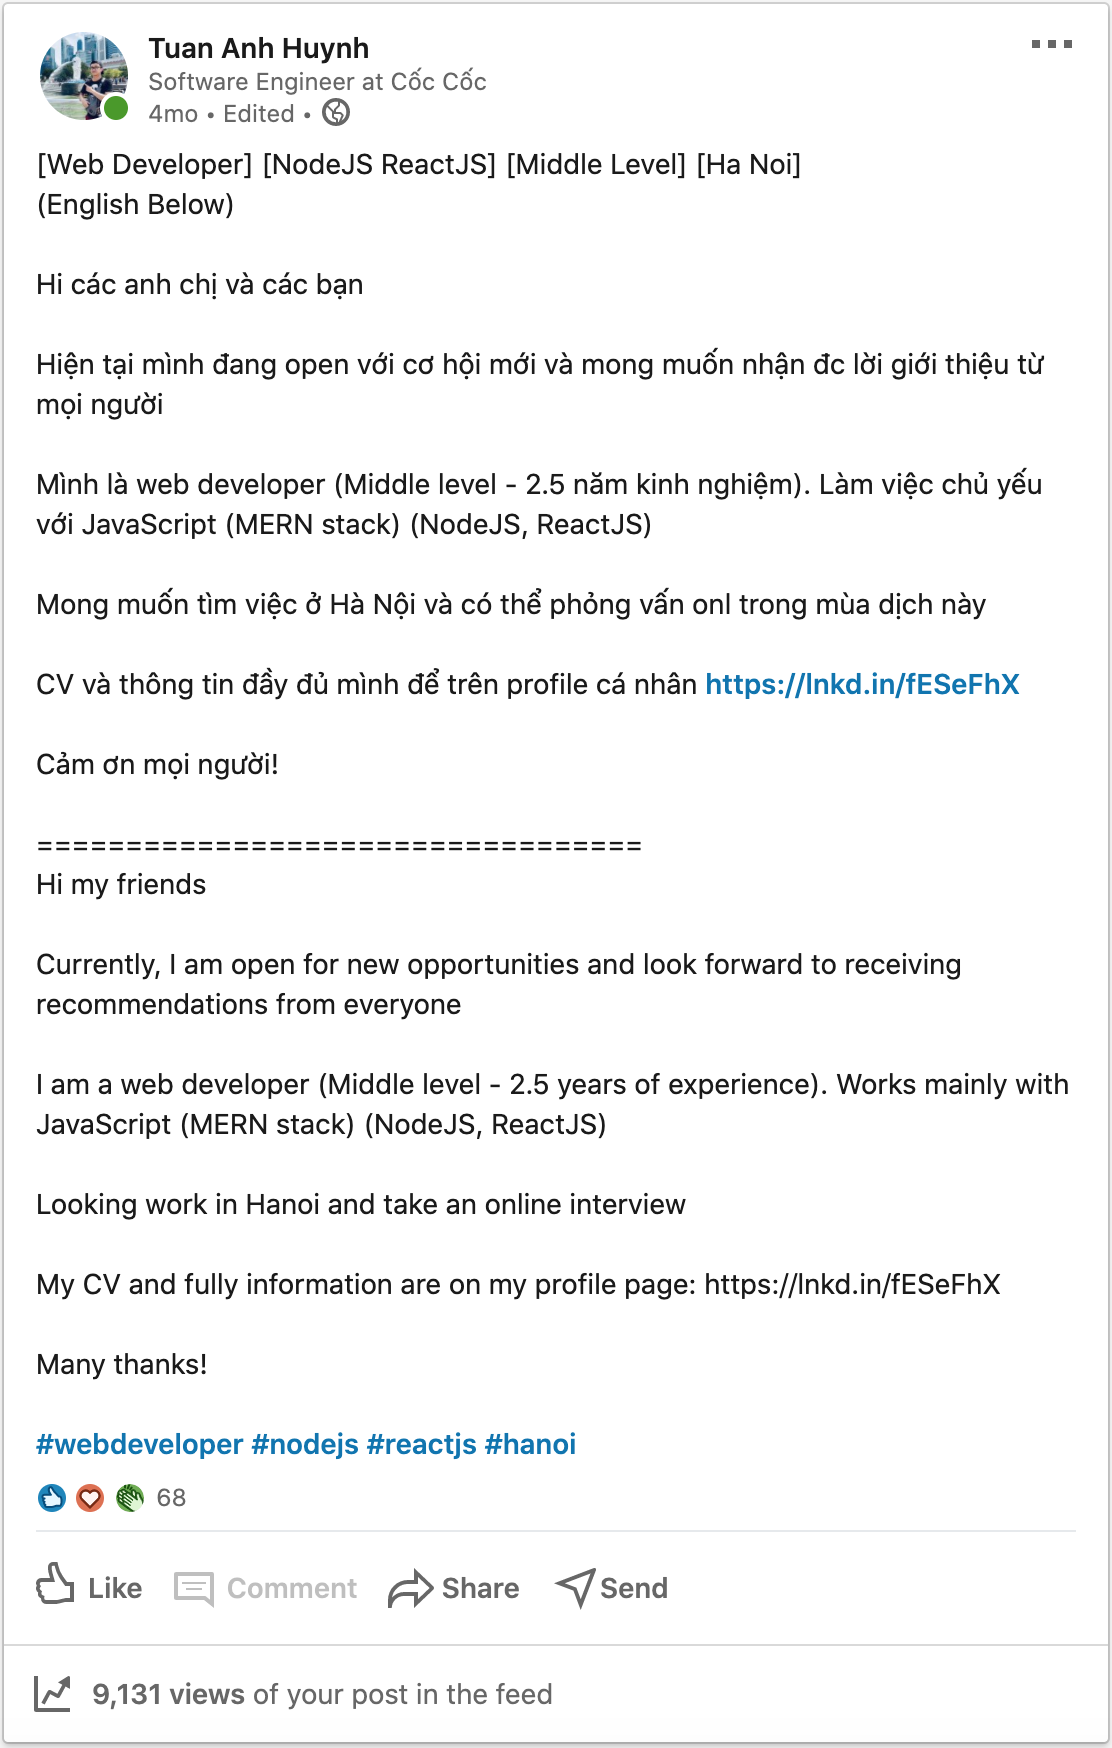 Tuan Anh Huynh
Software Engineer at Cốc Cốc
4mo • Edited •
[Web Developer] [NodeJS ReactJS] [Middle Level] [Ha Noi]
(English Below)
Hi các anh chị và các bạn
Hiện tại mình đang open với cơ hội mới và mong muốn nhận đc lời giới thiệu từ
mọi người
Mình là web developer (Middle level - 2.5 năm kinh nghiệm). Làm việc chủ yếu
với JavaScript (MERN stack) (NodeJS, ReactJS)
Mong muốn tìm việc ở Hà Nội và có thể phỏng vấn onl trong mùa dịch này
CV và thông tin đầy đủ mình để trên profile cá nhân https://lnkd.in/fESeFhX
Cảm ơn mọi người!
==================================
Hi my friends
Currently, I am open for new opportunities and look forward to receiving
recommendations from everyone
I am a web developer (Middle level - 2.5 years of experience). Works mainly with
JavaScript (MERN stack) (NodeJS, ReactJS)
Looking work in Hanoi and take an online interview
My CV and fully information are on my profile page: https://lnkd.in/fESeFhX
Many thanks!
#webdeveloper #nodejs #reactjs #hanoi
68
Like Comment Share Send
9,131 views of your post in the feed